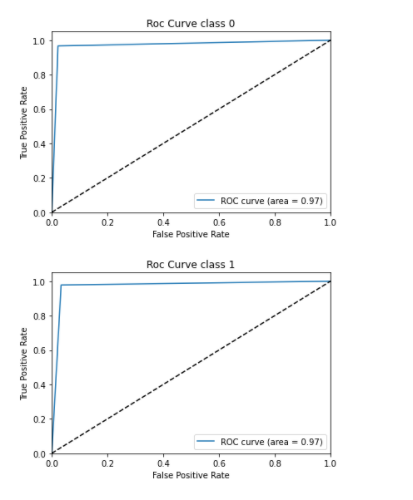 Roc Curve class 0
1.0
0.8
0.6
0.4
0.2
0.0
True Positive Rate
ROC curve (area = 0.97)
0.0 0.2 0.4 0.6 0.8 1.0
False Positive Rate
Roc Curve class 1
1.0
0.8
0.6
0.4
0.2
0.0
True Positive Rate
ROC curve (area = 0.97)
0.0 0.2 0.4 0.6 0.8 1.0
False Positive Rate